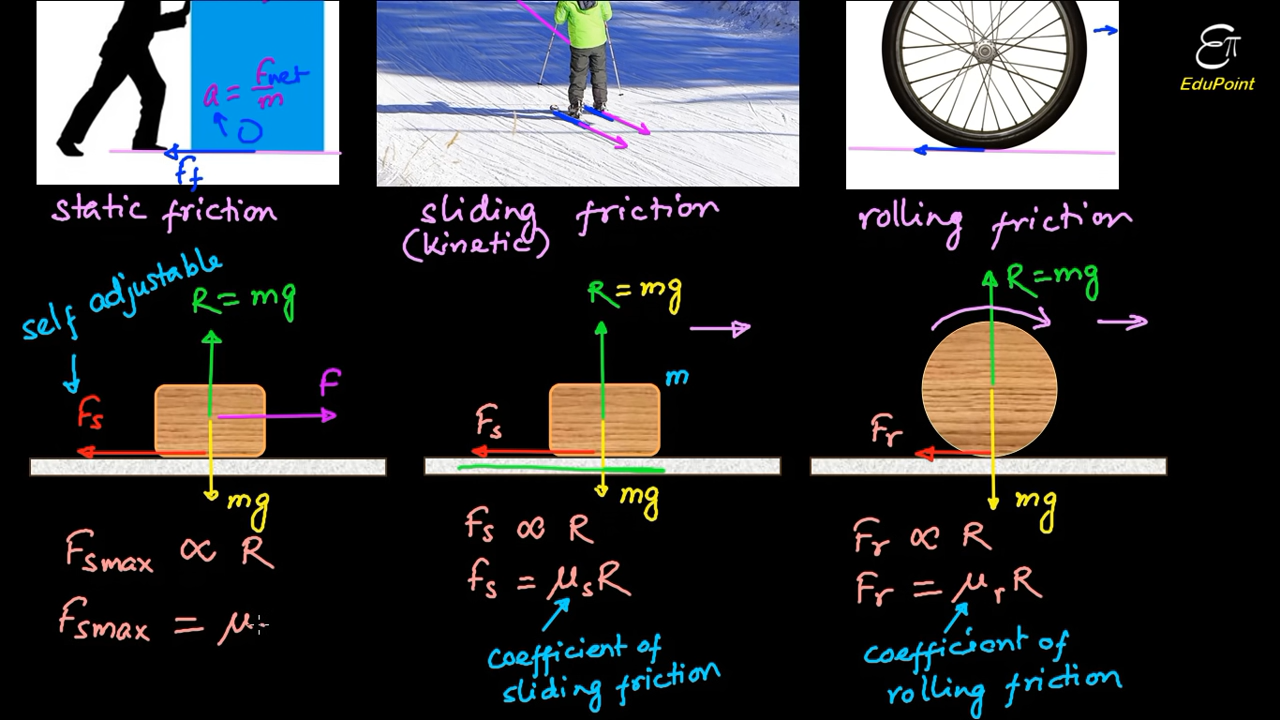 a = Fnet/m
0
Ff
επ
EduPoint
static friction
sliding friction
(kinetic)
rolling friction
self adjustable
R = mg
F
Fs
mg
Fsmax ∝ R
Fsmax = μ
R = mg
m
Fs
mg
Fs ∝ R
fs = μsR
coefficient of
sliding friction
R = mg
Fr
mg
Fr ∝ R
Fr = μrR
coefficient of
rolling friction